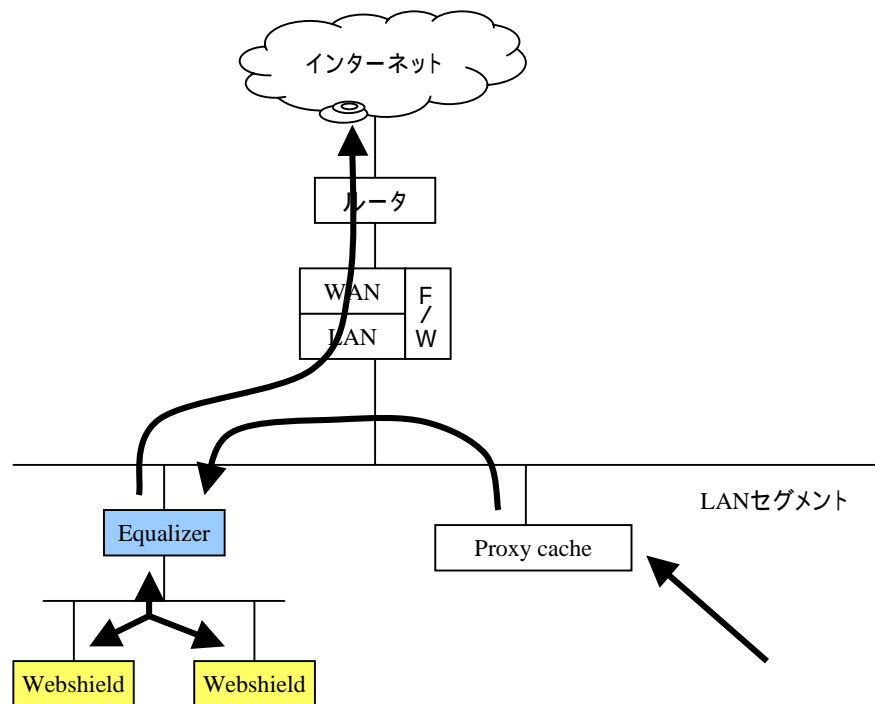 インターネット
ルータ
WAN
LAN
F/W
LANセグメント
Equalizer
Proxy cache
Webshield
Webshield